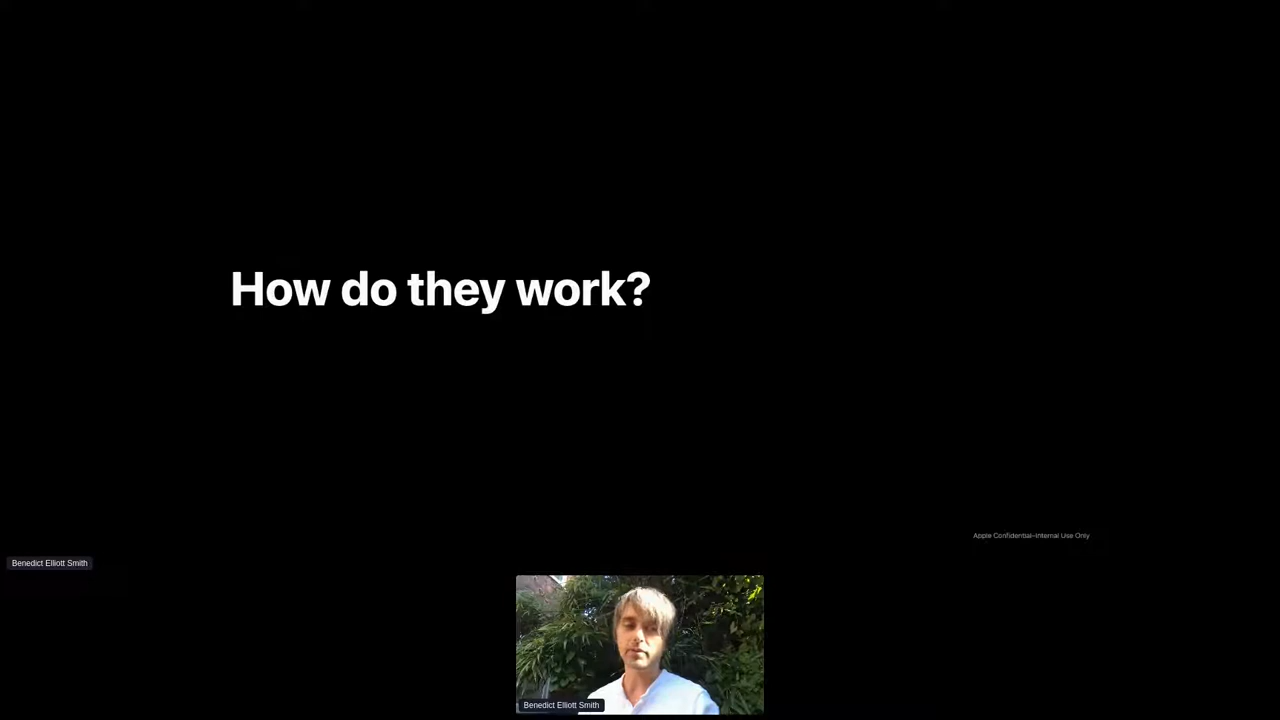 How do they work?
Apple Confidential–Internal Use Only
Benedict Elliott Smith
Benedict Elliott Smith